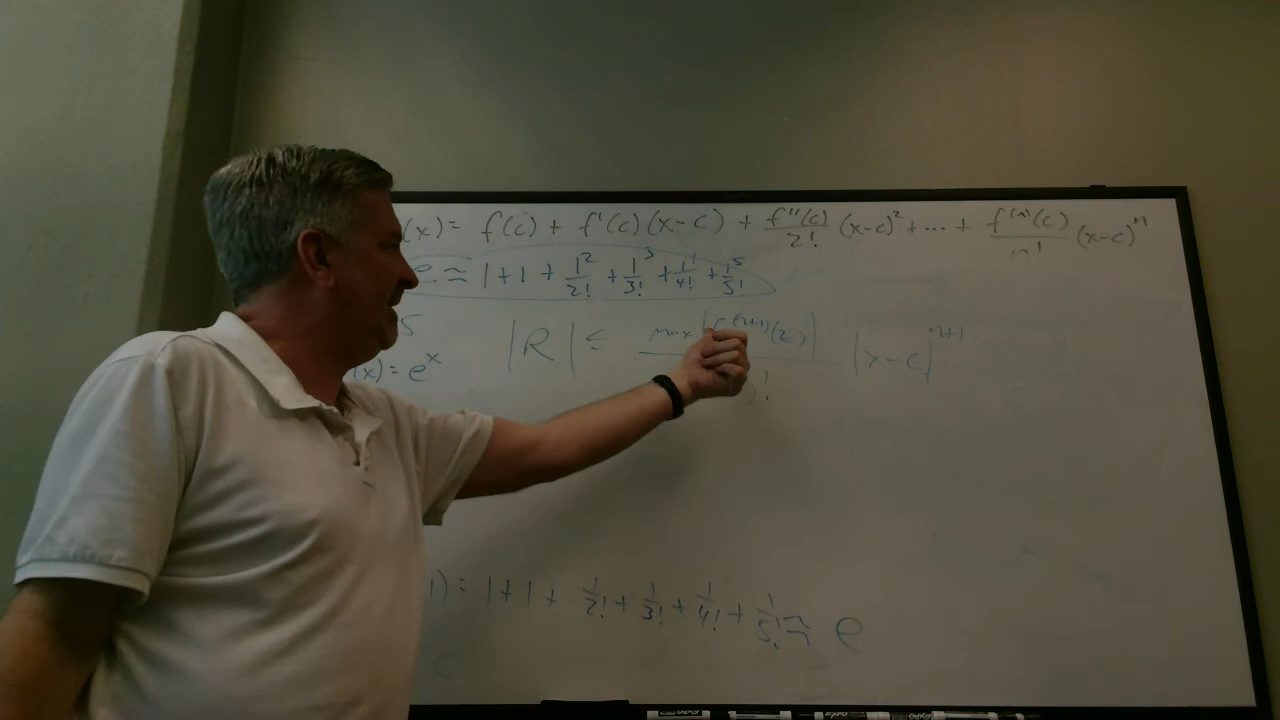 (x) = f(c) + f'(c)(x-c) + f''(c)/2! (x-c)² + ... + f⁽ⁿ⁾(c)/n! (x-c)ⁿ
e ≈ 1 + 1 + 1²/2! + 1³/3! + 1/4! + 1⁵/5!
5
|R| ≤ max| ⁽ⁿ⁺¹⁾(z)|/ ! |x-c|ⁿ⁺¹
(x) = eˣ
1) = 1 + 1 + 1/2! + 1/3! + 1/4! + 1/5! ≈ e
C